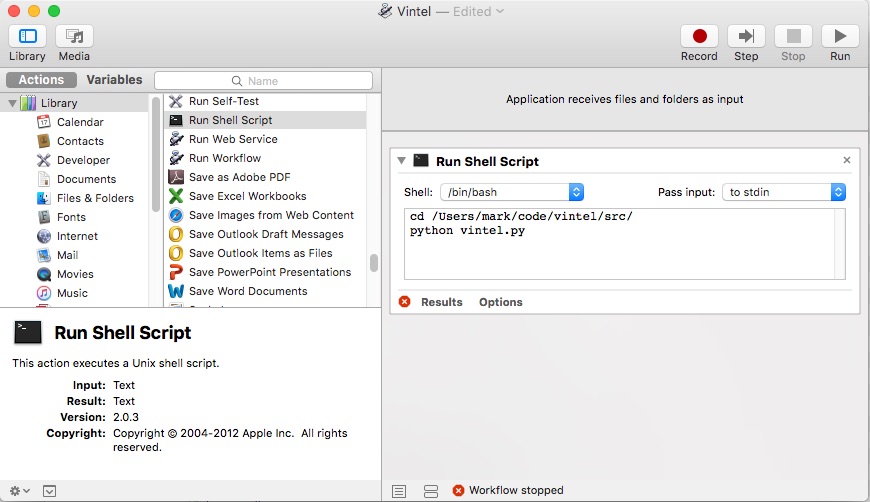 Vintel — Edited
Library
Media
Record
Step
Stop
Run
Actions
Variables
Name
Library
Calendar
Contacts
Developer
Documents
Files & Folders
Fonts
Internet
Mail
Movies
Music
Run Self-Test
Run Shell Script
Run Web Service
Run Workflow
Save as Adobe PDF
Save Excel Workbooks
Save Images from Web Content
Save Outlook Draft Messages
Save Outlook Items as Files
Save PowerPoint Presentations
Save Word Documents
Run Shell Script
This action executes a Unix shell script.
Input: Text
Result: Text
Version: 2.0.3
Copyright: Copyright © 2004-2012 Apple Inc. All rights
reserved.
Application receives files and folders as input
Run Shell Script
Shell: /bin/bash
Pass input: to stdin
cd /Users/mark/code/vintel/src/
python vintel.py
Results
Options
Workflow stopped